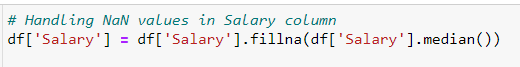 # Handling NaN values in Salary column
df['Salary'] = df['Salary'].fillna(df['Salary'].median())